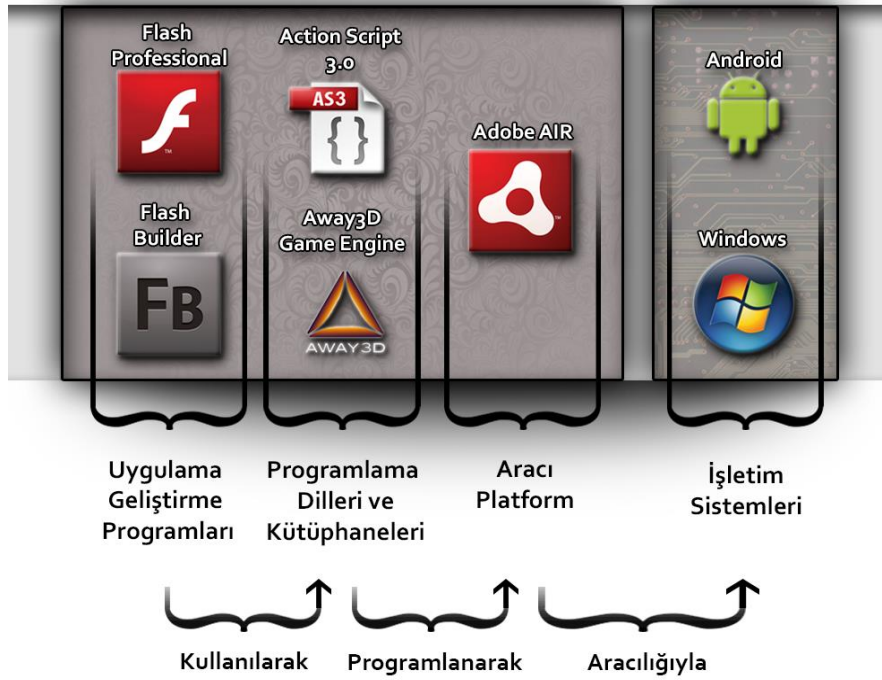 Flash
Professional
Action Script
3.0
AS3
{ }
Adobe AIR
Android
Flash
Builder
FB
Away3D
Game Engine
AWAY3D
Windows
Uygulama
Geliştirme
Programları
Programlama
Dilleri ve
Kütüphaneleri
Aracı
Platform
İşletim
Sistemleri
Kullanılarak
Programlanarak
Aracılığıyla